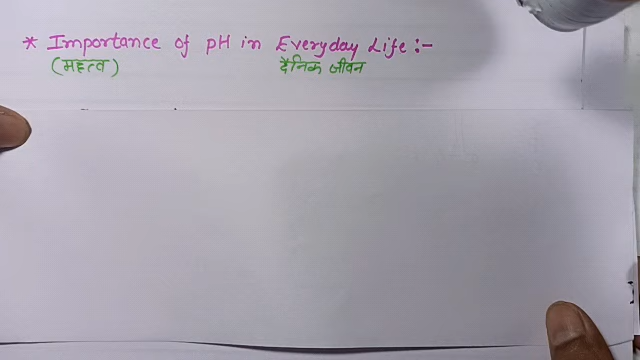 * Importance of pH in Everyday Life :-
(महत्व) दैनिक जीवन